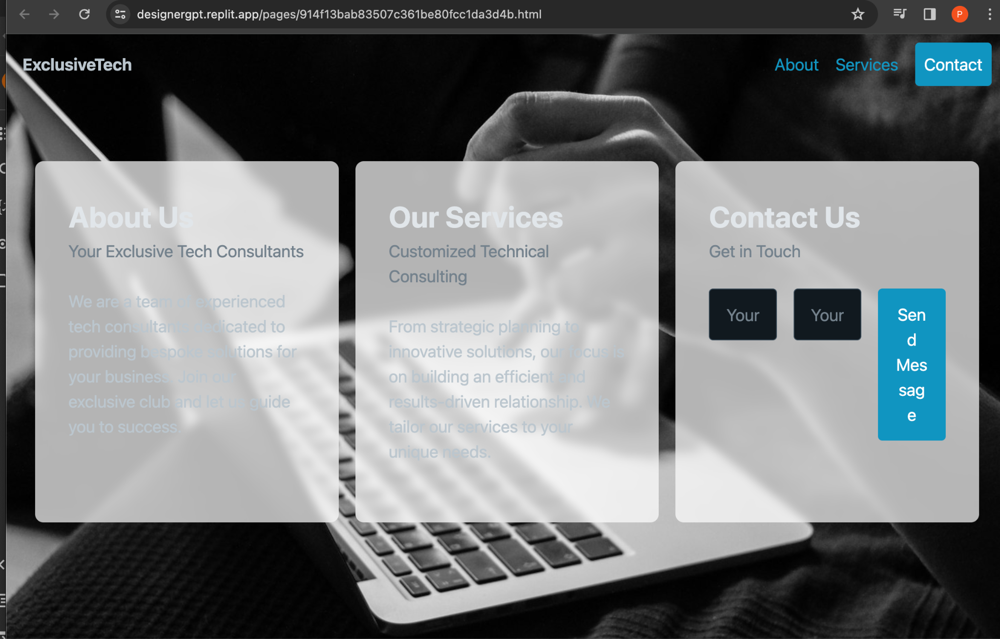 designergpt.replit.app/pages/914f13bab83507c361be80fcc1da3d4b.html
P
ExclusiveTech
About
Services
Contact
About Us
Your Exclusive Tech Consultants
We are a team of experienced
tech consultants dedicated to
providing bespoke solutions for
your business. Join our
exclusive club and let us guide
you to success.
Our Services
Customized Technical
Consulting
From strategic planning to
innovative solutions, our focus is
on building an efficient and
results-driven relationship. We
tailor our services to your
unique needs.
Contact Us
Get in Touch
Your
Your
Sen
d
Mes
sag
e